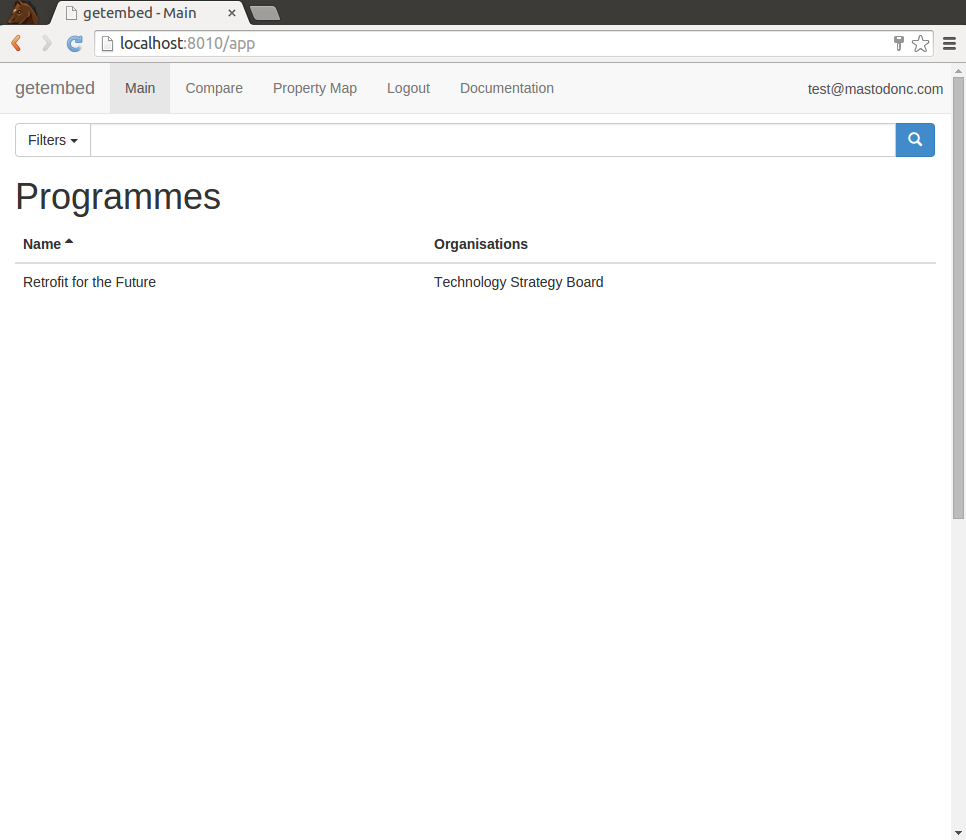 getembed - Main
localhost:8010/app
getembed Main Compare Property Map Logout Documentation test@mastodonc.com
Filters
Programmes
Name Organisations
Retrofit for the Future Technology Strategy Board